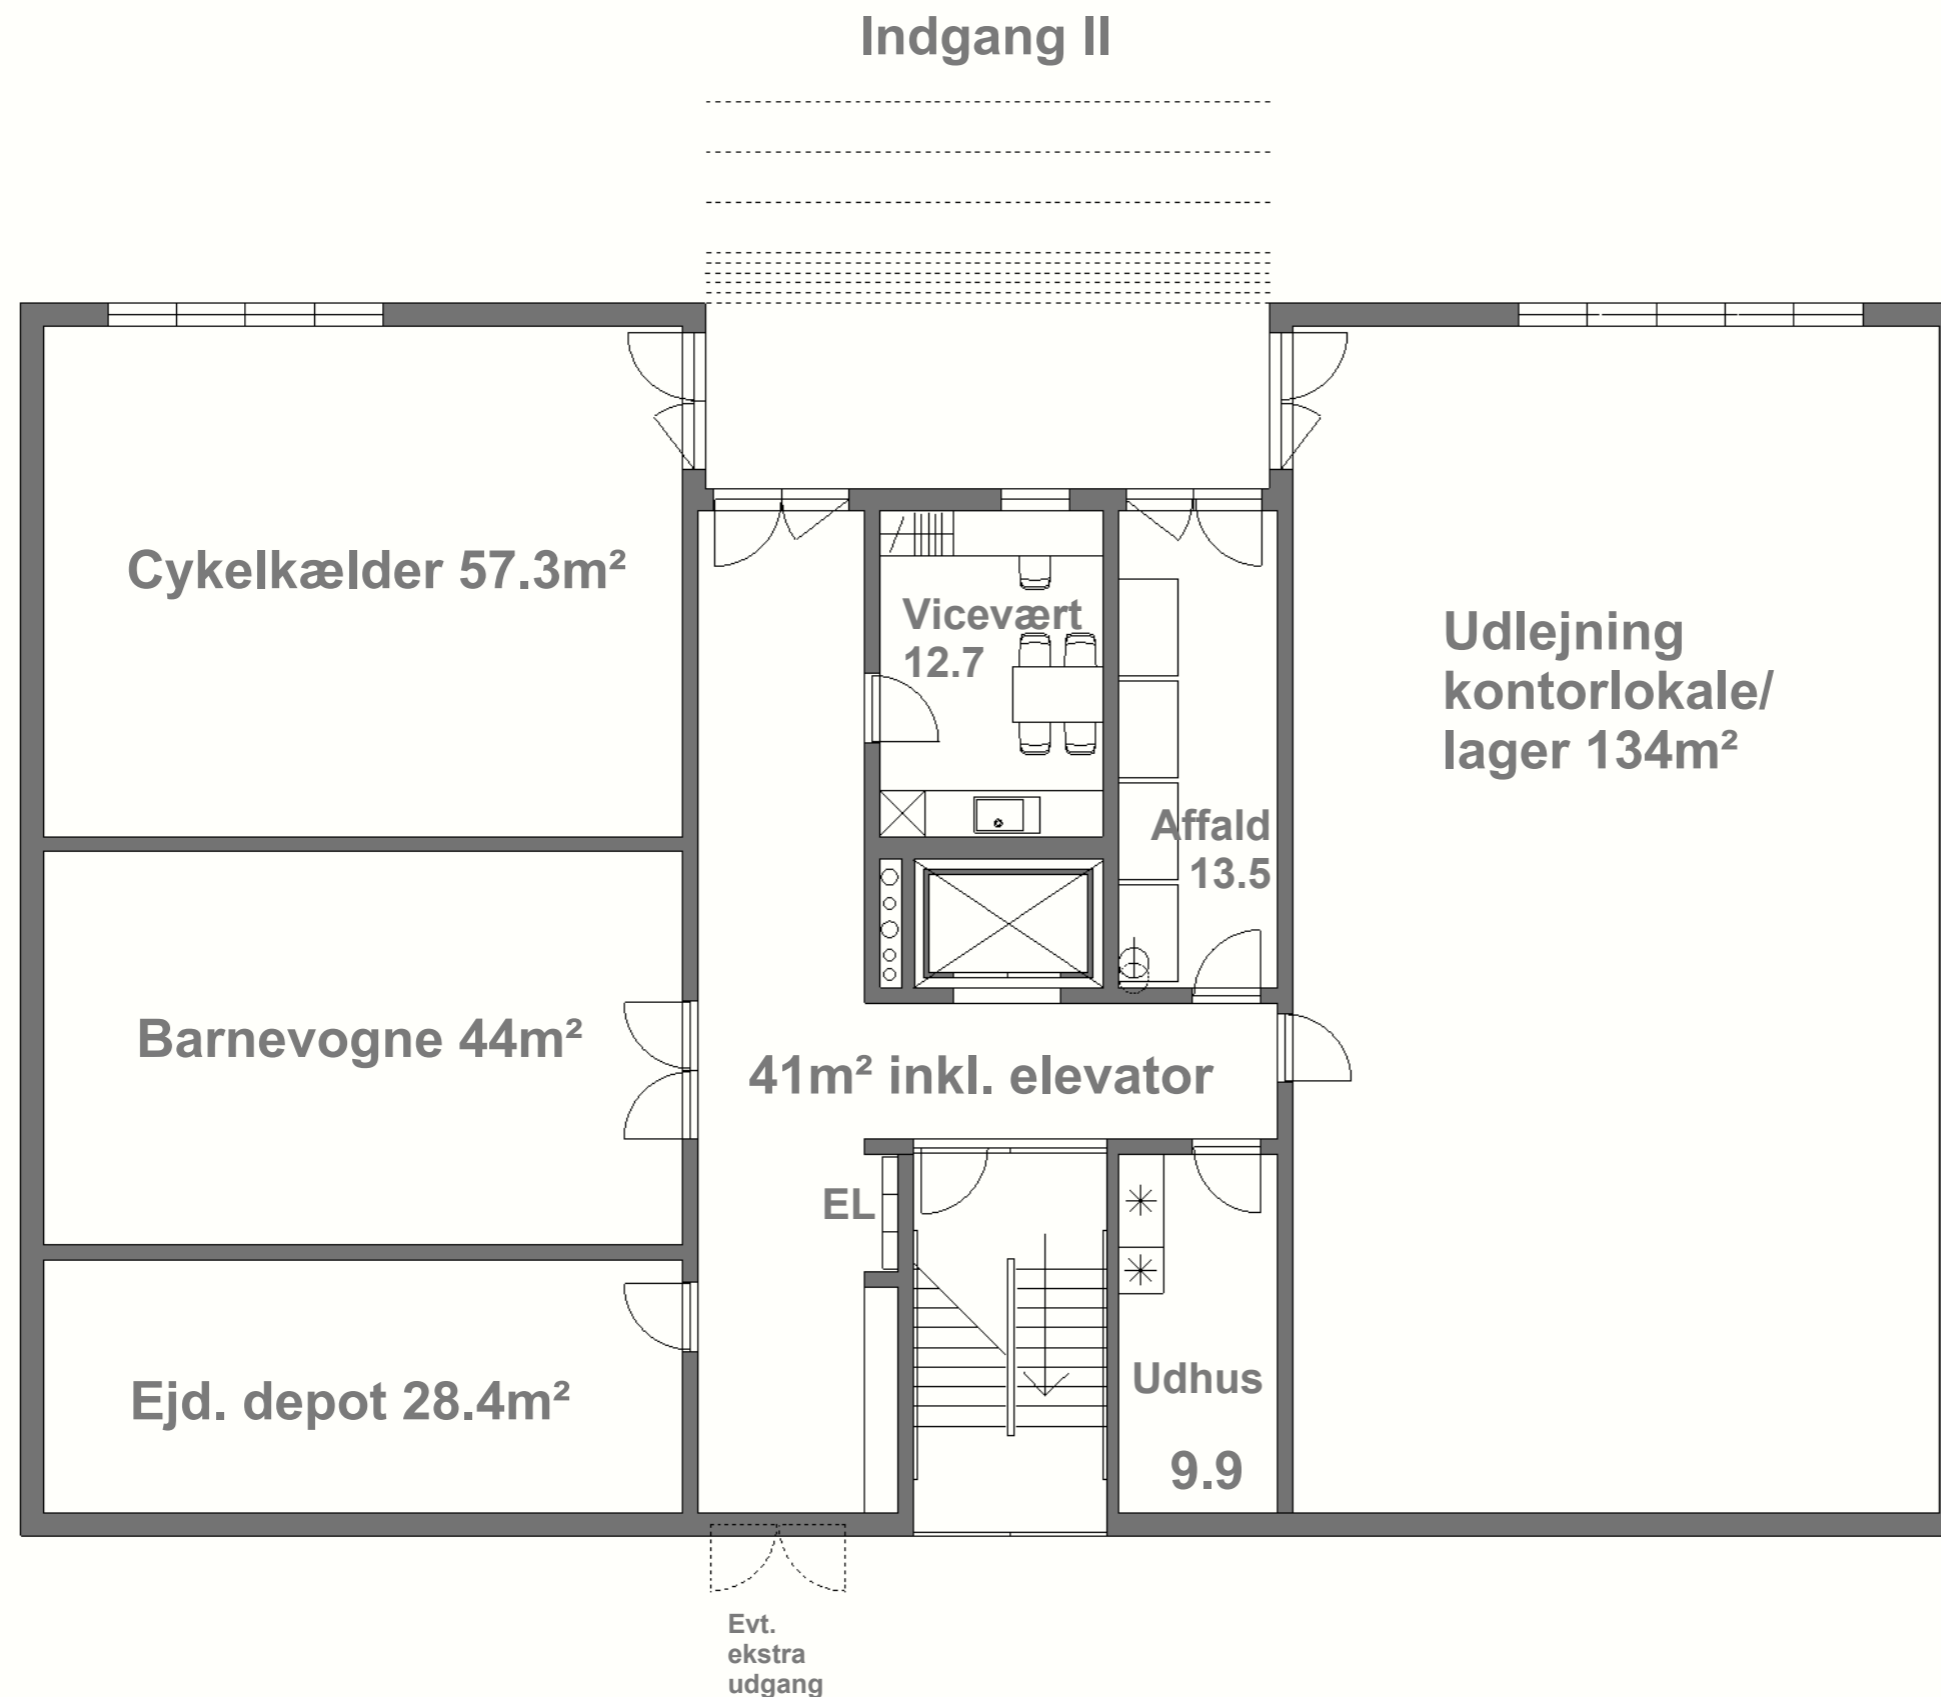 Indgang II
Cykelkælder 57.3m²
Vicevært
12.7
Udlejning
kontorlokale/
lager 134m²
Affald
13.5
Barnevogne 44m²
41m² inkl. elevator
EL
Ejd. depot 28.4m²
Udhus
9.9
Evt.
ekstra
udgang